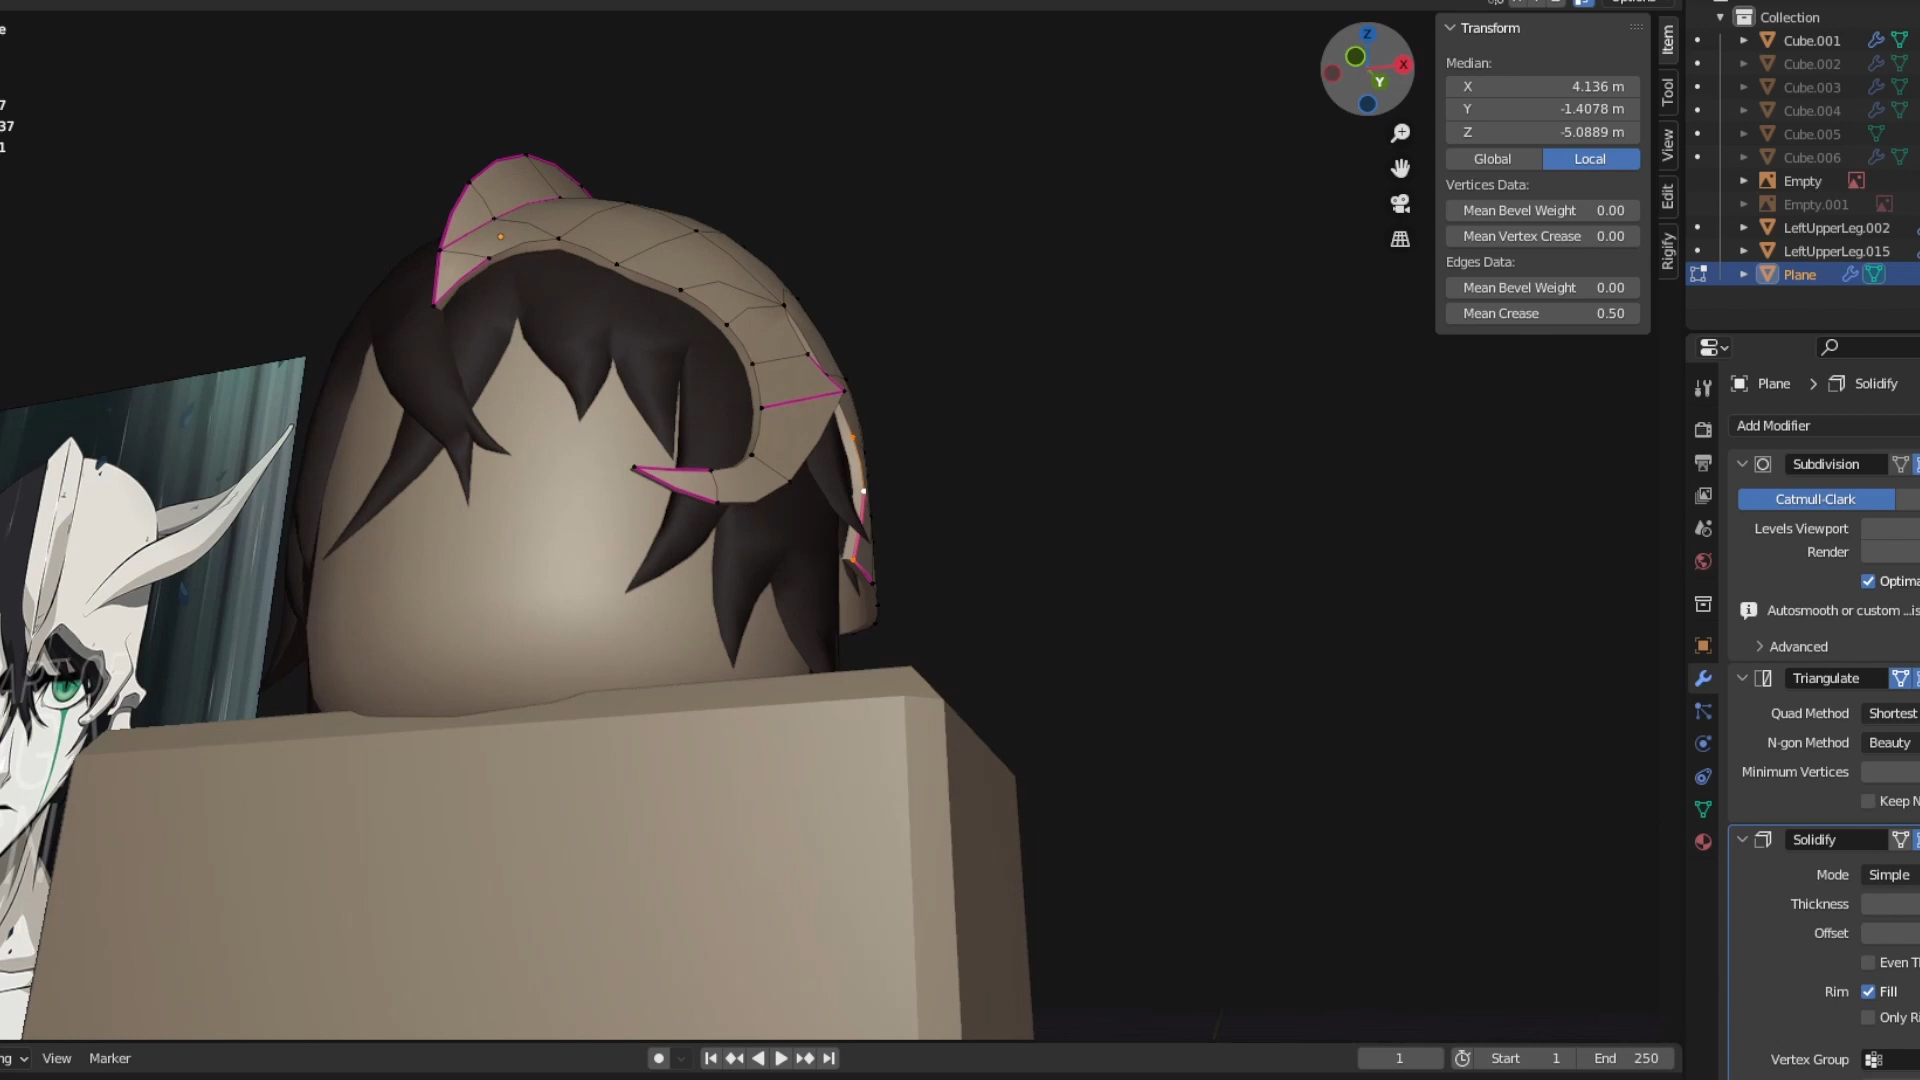 Options
Transform
Median:
X 4.136 m
Y -1.4078 m
Z -5.0889 m
Global Local
Vertices Data:
Mean Bevel Weight 0.00
Mean Vertex Crease 0.00
Edges Data:
Mean Bevel Weight 0.00
Mean Crease 0.50
Item
Tool
View
Edit
Rigify
Z
X
Y
7
37
1
Collection
Cube.001
Cube.002
Cube.003
Cube.004
Cube.005
Cube.006
Empty
Empty.001
LeftUpperLeg.002
LeftUpperLeg.015
Plane
Plane > Solidify
Add Modifier
Subdivision
Catmull-Clark
Levels Viewport
Render
Optima
Autosmooth or custom ...is
Advanced
Triangulate
Quad Method Shortest
N-gon Method Beauty
Minimum Vertices
Keep N
Solidify
Mode Simple
Thickness
Offset
Even Th
Rim Fill
Only Ri
Vertex Group
ng View Marker
1 Start 1 End 250